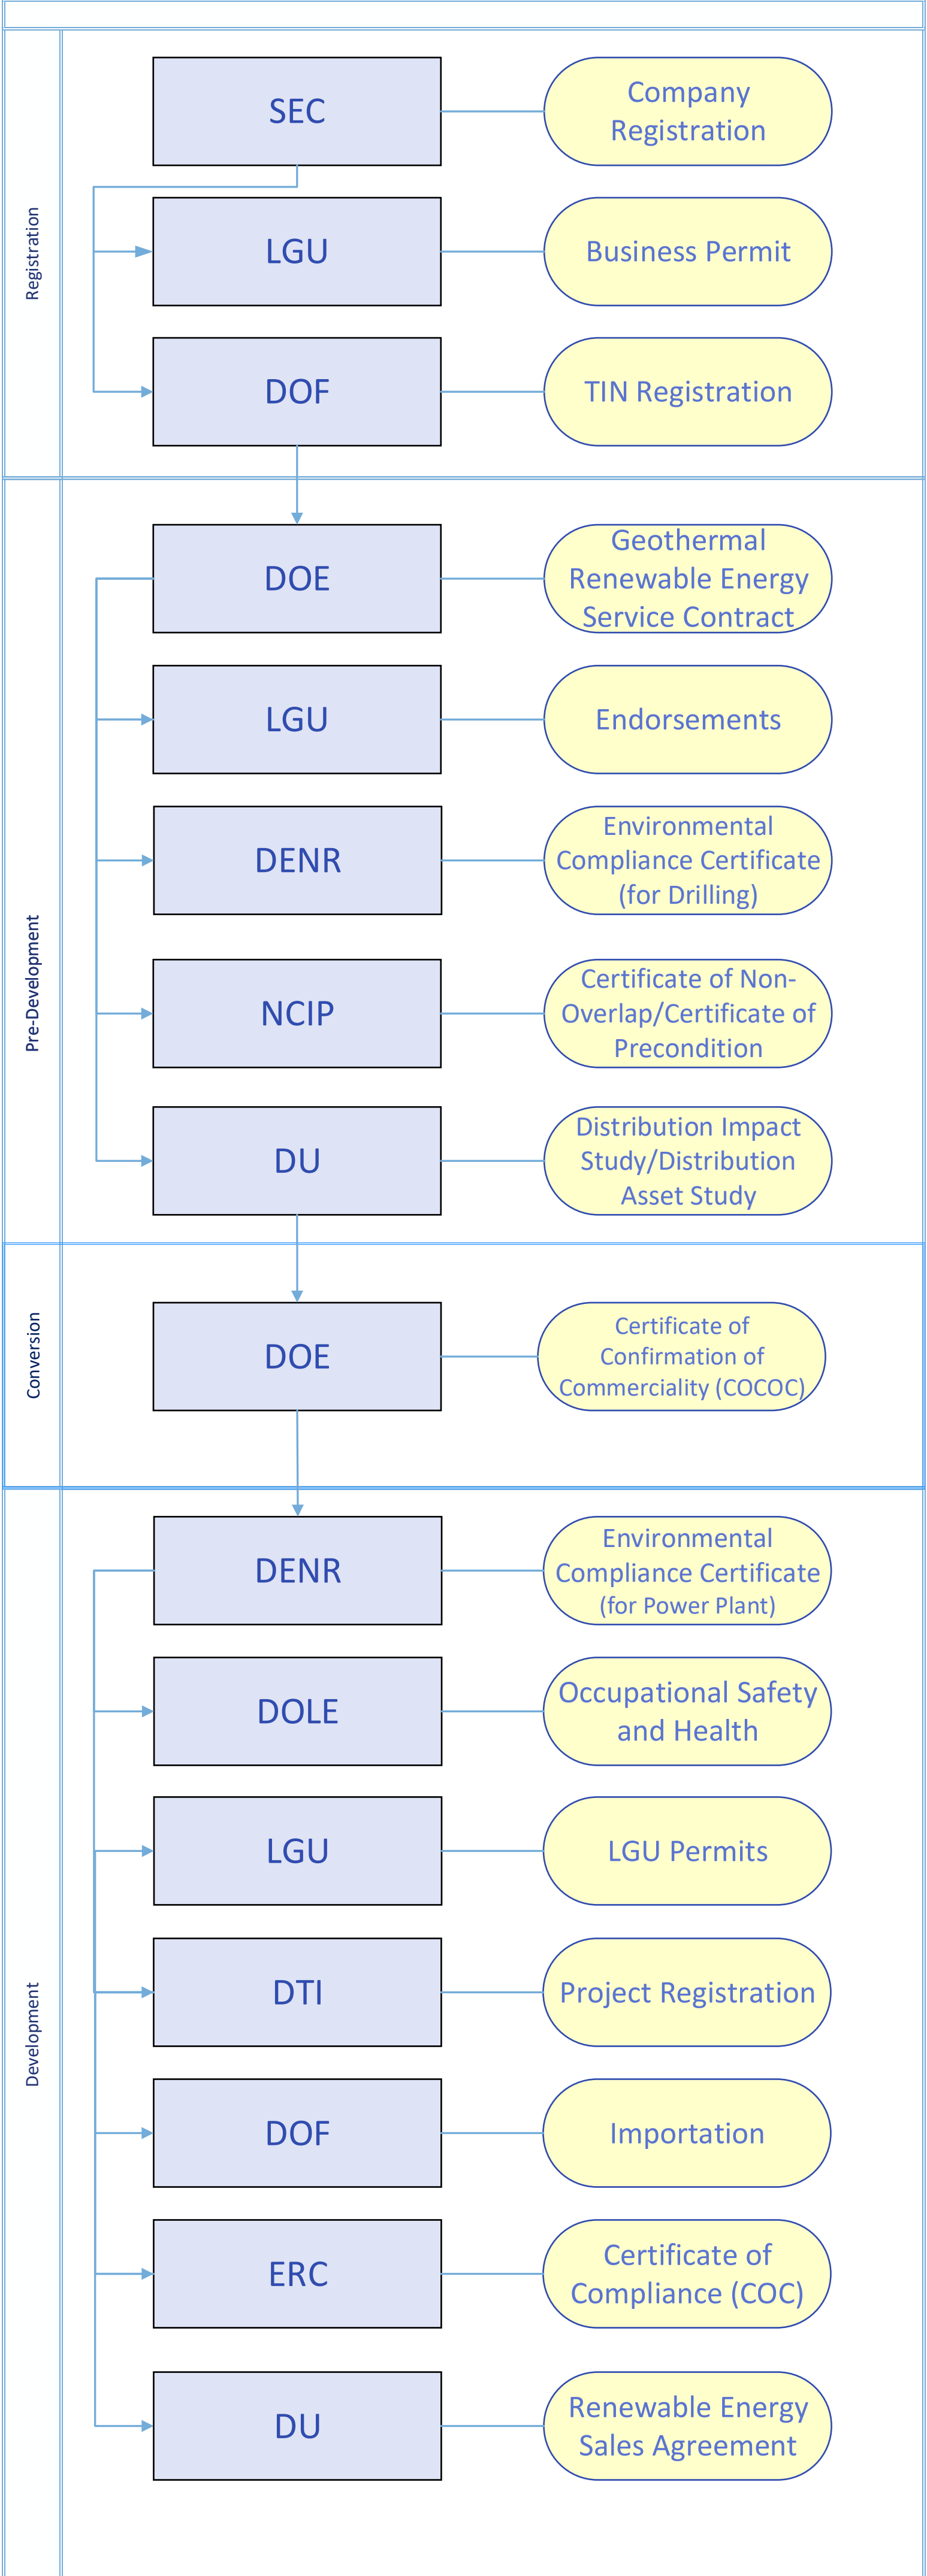 Registration
SEC
Company
Registration
LGU
Business Permit
DOF
TIN Registration
Pre-Development
DOE
Geothermal
Renewable Energy
Service Contract
LGU
Endorsements
DENR
Environmental
Compliance Certificate
(for Drilling)
NCIP
Certificate of Non-
Overlap/Certificate of
Precondition
DU
Distribution Impact
Study/Distribution
Asset Study
Conversion
DOE
Certificate of
Confirmation of
Commerciality (COCOC)
Development
DENR
Environmental
Compliance Certificate
(for Power Plant)
DOLE
Occupational Safety
and Health
LGU
LGU Permits
DTI
Project Registration
DOF
Importation
ERC
Certificate of
Compliance (COC)
DU
Renewable Energy
Sales Agreement